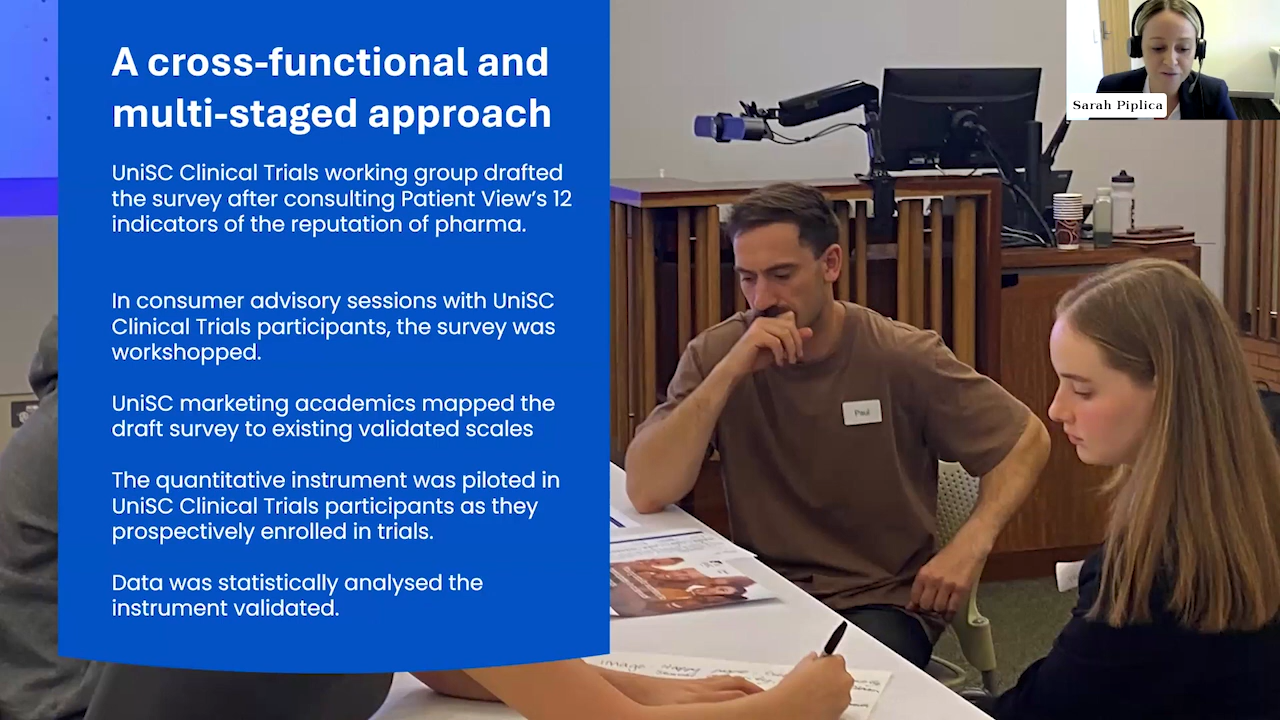 A cross-functional and
multi-staged approach
UniSC Clinical Trials working group drafted
the survey after consulting Patient View's 12
indicators of the reputation of pharma.
In consumer advisory sessions with UniSC
Clinical Trials participants, the survey was
workshopped.
UniSC marketing academics mapped the
draft survey to existing validated scales
The quantitative instrument was piloted in
UniSC Clinical Trials participants as they
prospectively enrolled in trials.
Data was statistically analysed the
instrument validated.
Sarah Piplica
Paul